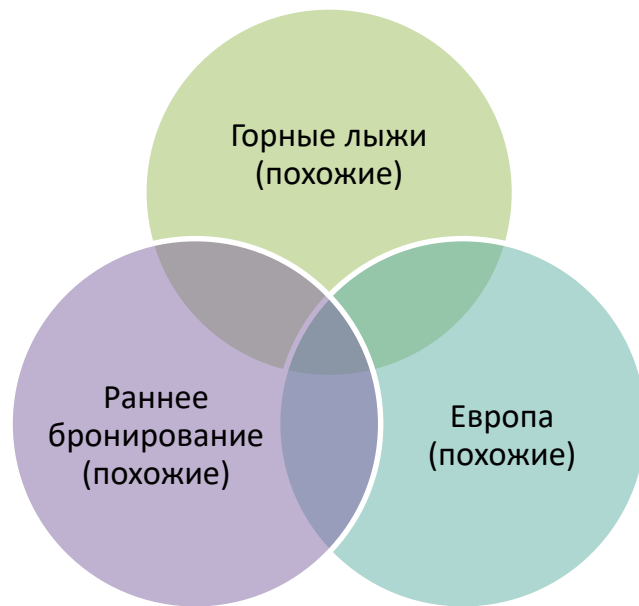 Горные лыжи
(похожие)
Раннее
бронирование
(похожие)
Европа
(похожие)